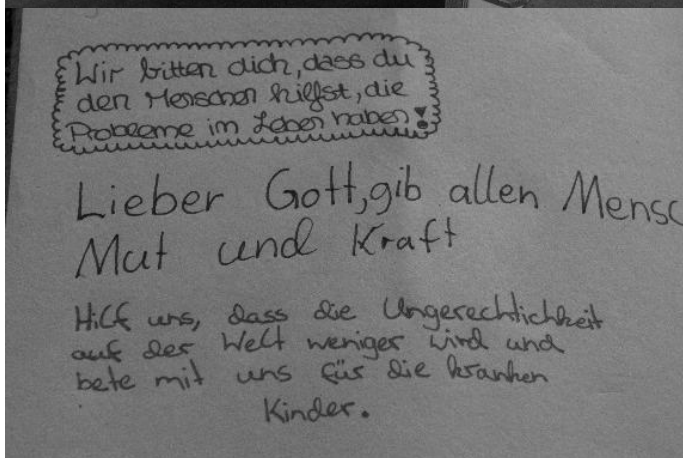 Wir bitten dich, dass du
den Menschen hilfst, die
Probleme im Leben haben!
Lieber Gott, gib allen Mensc
Mut und Kraft
Hilf uns, dass die Ungerechtichkeit
auf der Welt weniger wird und
bete mit uns für die kranken
Kinder.